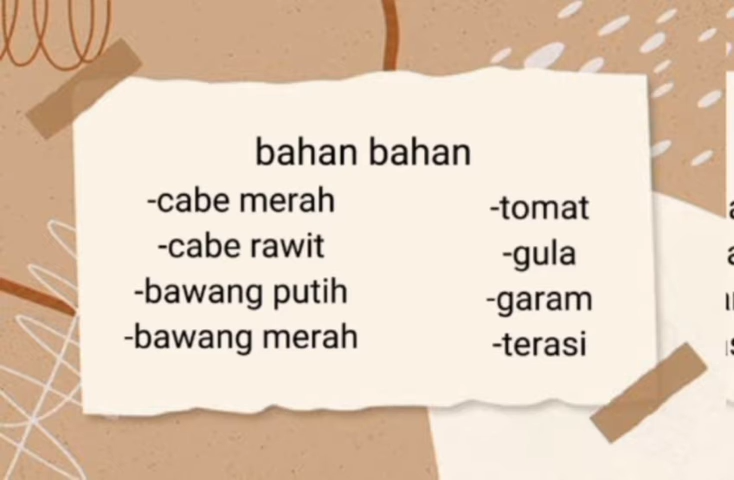 bahan bahan
-cabe merah
-cabe rawit
-bawang putih
-bawang merah
-tomat
-gula
-garam
-terasi